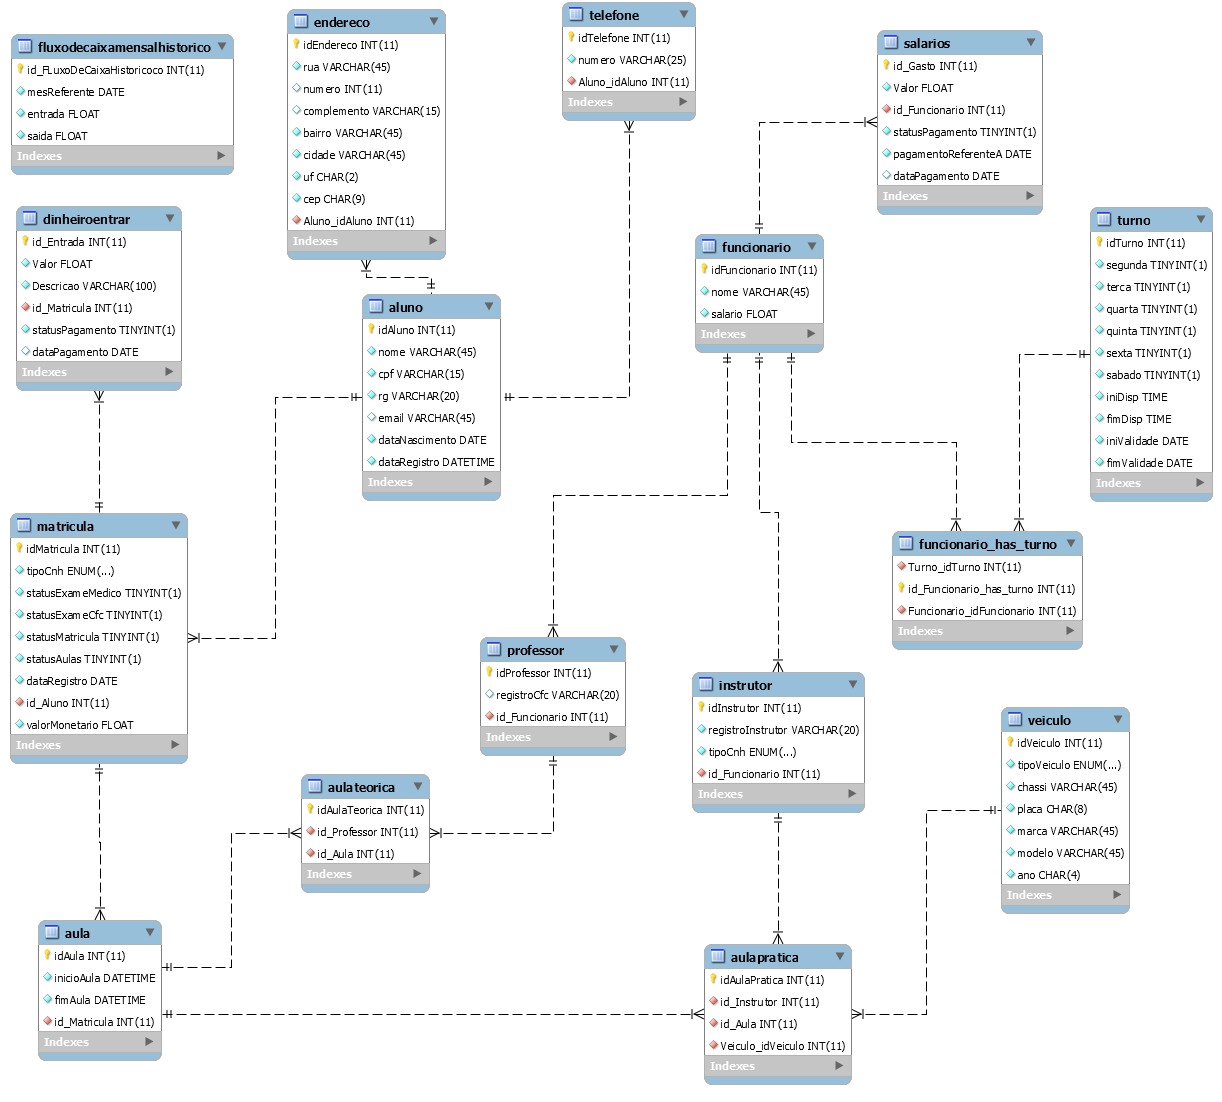 fluxodecaixamensalhistorico
id_FLuxoDeCaixaHistoricoco INT(11)
mesReferente DATE
entrada FLOAT
saida FLOAT
Indexes
endereco
idEndereco INT(11)
rua VARCHAR(45)
numero INT(11)
complemento VARCHAR(15)
bairro VARCHAR(45)
cidade VARCHAR(45)
uf CHAR(2)
cep CHAR(9)
Aluno_idAluno INT(11)
Indexes
telefone
idTelefone INT(11)
numero VARCHAR(25)
Aluno_idAluno INT(11)
Indexes
salarios
id_Gasto INT(11)
Valor FLOAT
id_Funcionario INT(11)
statusPagamento TINYINT(1)
pagamentoReferenteA DATE
dataPagamento DATE
Indexes
dinheiroentrar
id_Entrada INT(11)
Valor FLOAT
Descricao VARCHAR(100)
id_Matricula INT(11)
statusPagamento TINYINT(1)
dataPagamento DATE
Indexes
aluno
idAluno INT(11)
nome VARCHAR(45)
cpf VARCHAR(15)
rg VARCHAR(20)
email VARCHAR(45)
dataNascimento DATE
dataRegistro DATETIME
Indexes
funcionario
idFuncionario INT(11)
nome VARCHAR(45)
salario FLOAT
Indexes
turno
idTurno INT(11)
segunda TINYINT(1)
terca TINYINT(1)
quarta TINYINT(1)
quinta TINYINT(1)
sexta TINYINT(1)
sabado TINYINT(1)
iniDisp TIME
fimDisp TIME
iniValidade DATE
fimValidade DATE
Indexes
matricula
idMatricula INT(11)
tipoCnh ENUM(...)
statusExameMedico TINYINT(1)
statusExameCfc TINYINT(1)
statusMatricula TINYINT(1)
statusAulas TINYINT(1)
dataRegistro DATE
id_Aluno INT(11)
valorMonetario FLOAT
Indexes
funcionario_has_turno
Turno_idTurno INT(11)
id_Funcionario_has_turno INT(11)
Funcionario_idFuncionario INT(11)
Indexes
professor
idProfessor INT(11)
registroCfc VARCHAR(20)
id_Funcionario INT(11)
Indexes
instrutor
idInstrutor INT(11)
registroInstrutor VARCHAR(20)
tipoCnh ENUM(...)
id_Funcionario INT(11)
Indexes
veiculo
idVeiculo INT(11)
tipoVeiculo ENUM(...)
chassi VARCHAR(45)
placa CHAR(8)
marca VARCHAR(45)
modelo VARCHAR(45)
ano CHAR(4)
Indexes
aulateorica
idAulaTeorica INT(11)
id_Professor INT(11)
id_Aula INT(11)
Indexes
aula
idAula INT(11)
inicioAula DATETIME
fimAula DATETIME
id_Matricula INT(11)
Indexes
aulapratica
idAulaPratica INT(11)
id_Instrutor INT(11)
id_Aula INT(11)
Veiculo_idVeiculo INT(11)
Indexes